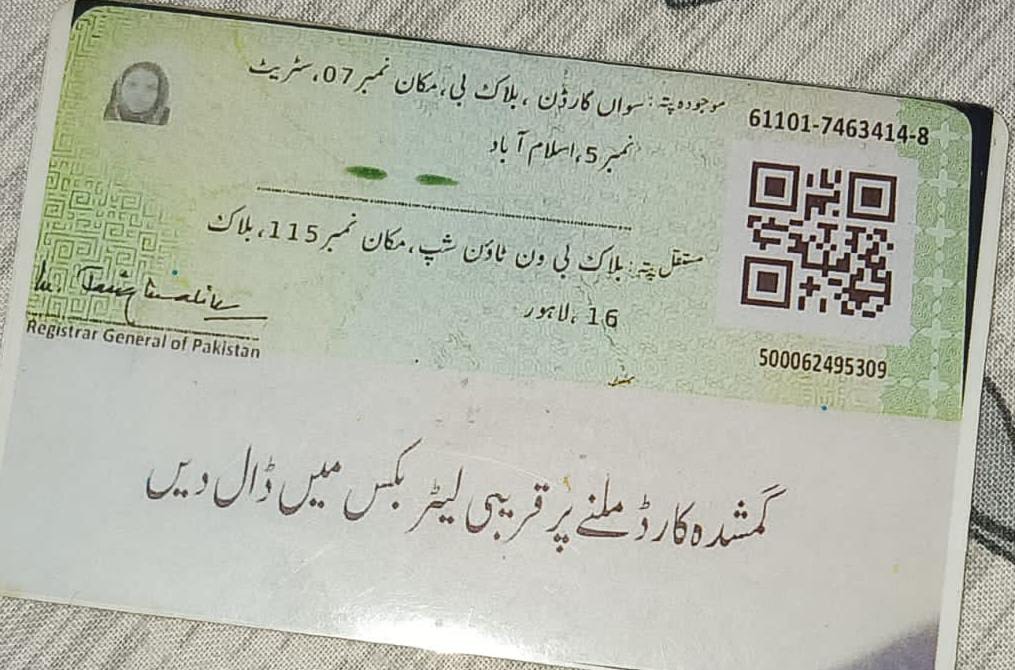 موجودہ پتہ: سواں گارڈن ، بلاک بی، مکان نمبر 07، سٹریٹ
نمبر 5، اسلام آباد
61101-7463414-8
مستقل پتہ: بلاک بی ون ٹاؤن شپ، مکان نمبر 115، بلاک
16 ، لاہور
Registrar General of Pakistan
500062495309
گمشدہ کارڈ ملنے پر قریبی لیٹر بکس میں ڈال دیں